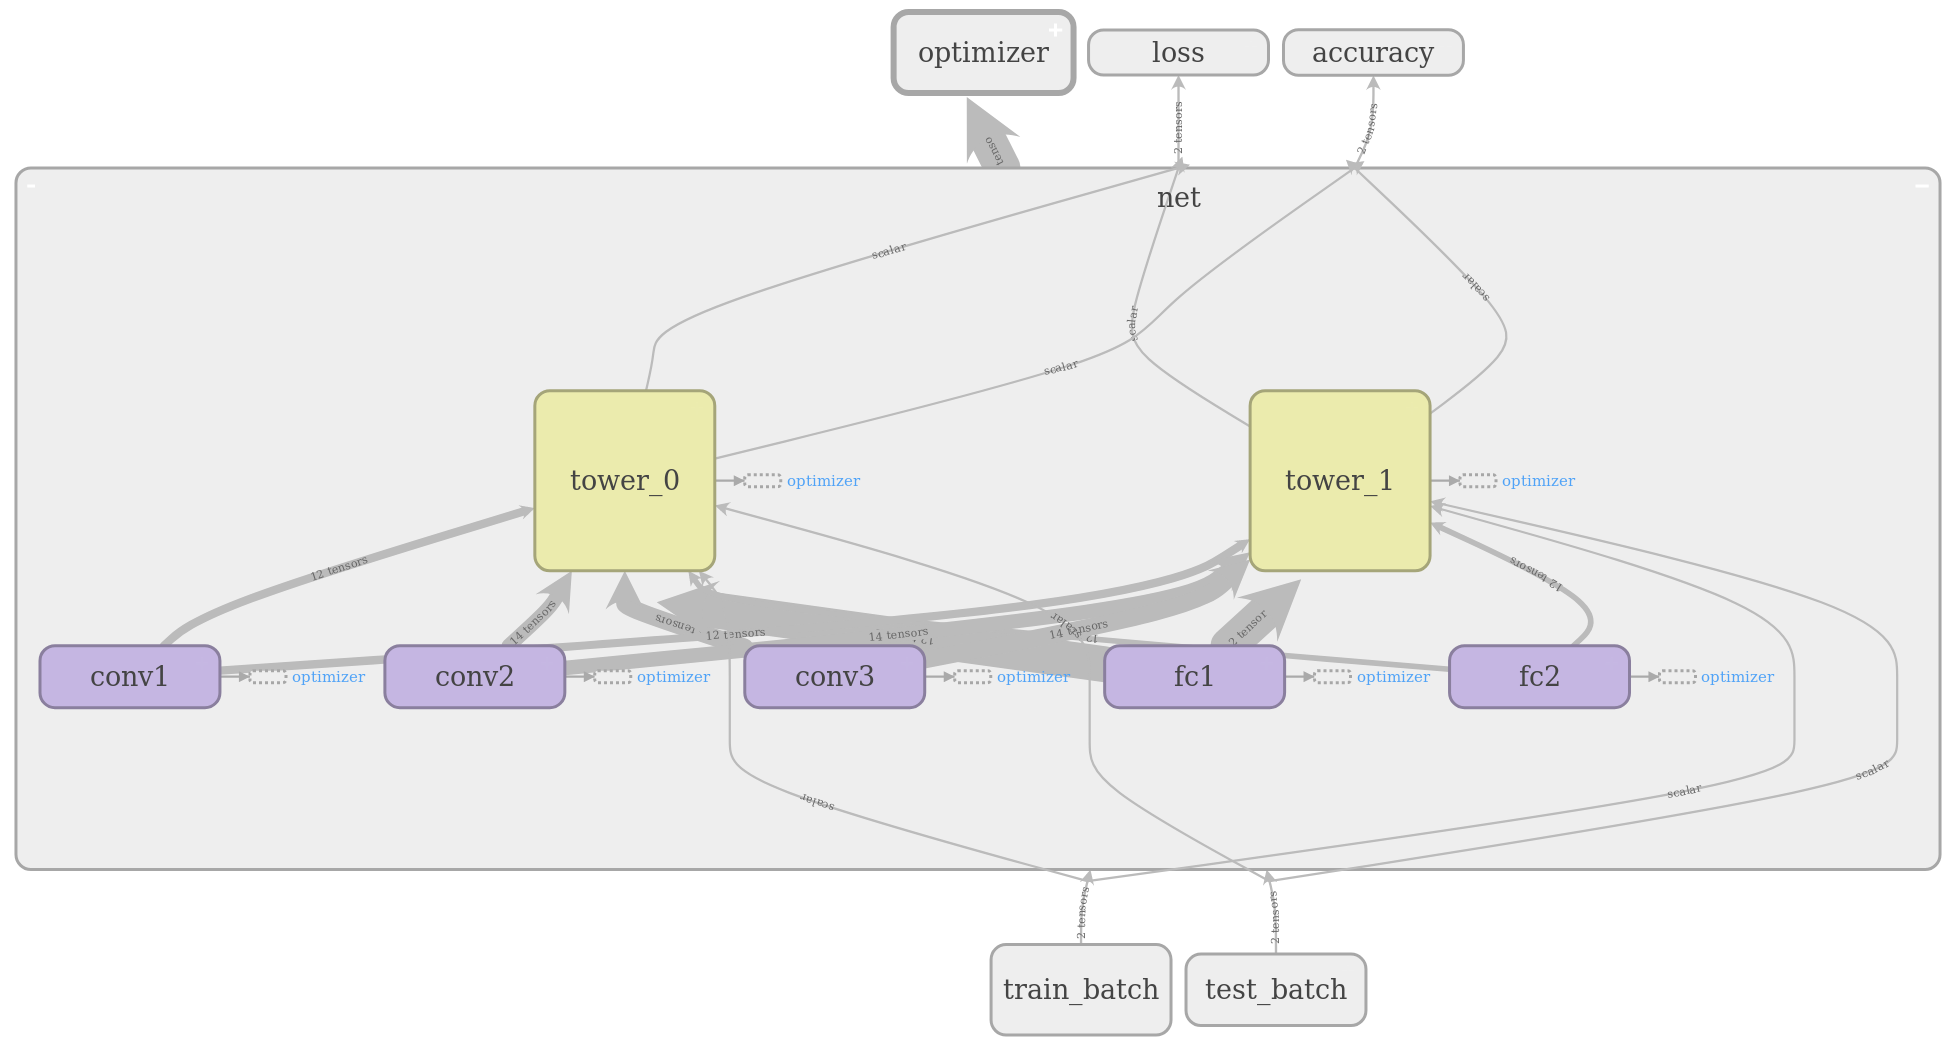 optimizer
loss
accuracy
tenso
2 tensors
2 tensors
net
scalar
scalar
scalar
scalar
tower_0
optimizer
tower_1
optimizer
12 tensors
12 tensors
14 tensors
tensors
12 tensors
14 tensors
14 tensors
scalar
2 tensor
conv1
optimizer
conv2
optimizer
conv3
optimizer
fc1
optimizer
fc2
optimizer
scalar
scalar
scalar
2 tensors
2 tensors
train_batch
test_batch